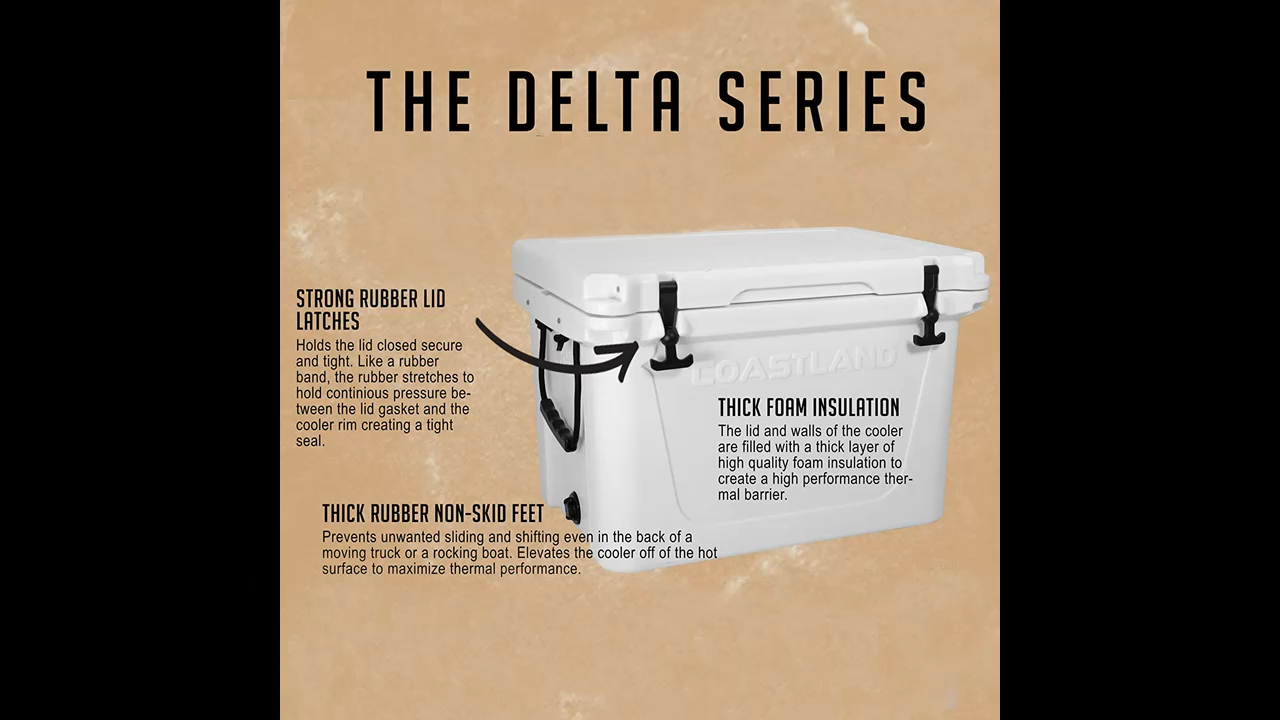 THE DELTA SERIES
STRONG RUBBER LID
LATCHES
Holds the lid closed secure
and tight. Like a rubber
band, the rubber stretches to
hold continious pressure be-
tween the lid gasket and the
cooler rim creating a tight
seal.
COASTLAND
THICK FOAM INSULATION
The lid and walls of the cooler
are filled with a thick layer of
high quality foam insulation to
create a high performance ther-
mal barrier.
THICK RUBBER NON-SKID FEET
Prevents unwanted sliding and shifting even in the back of a
moving truck or a rocking boat. Elevates the cooler off of the hot
surface to maximize thermal performance.